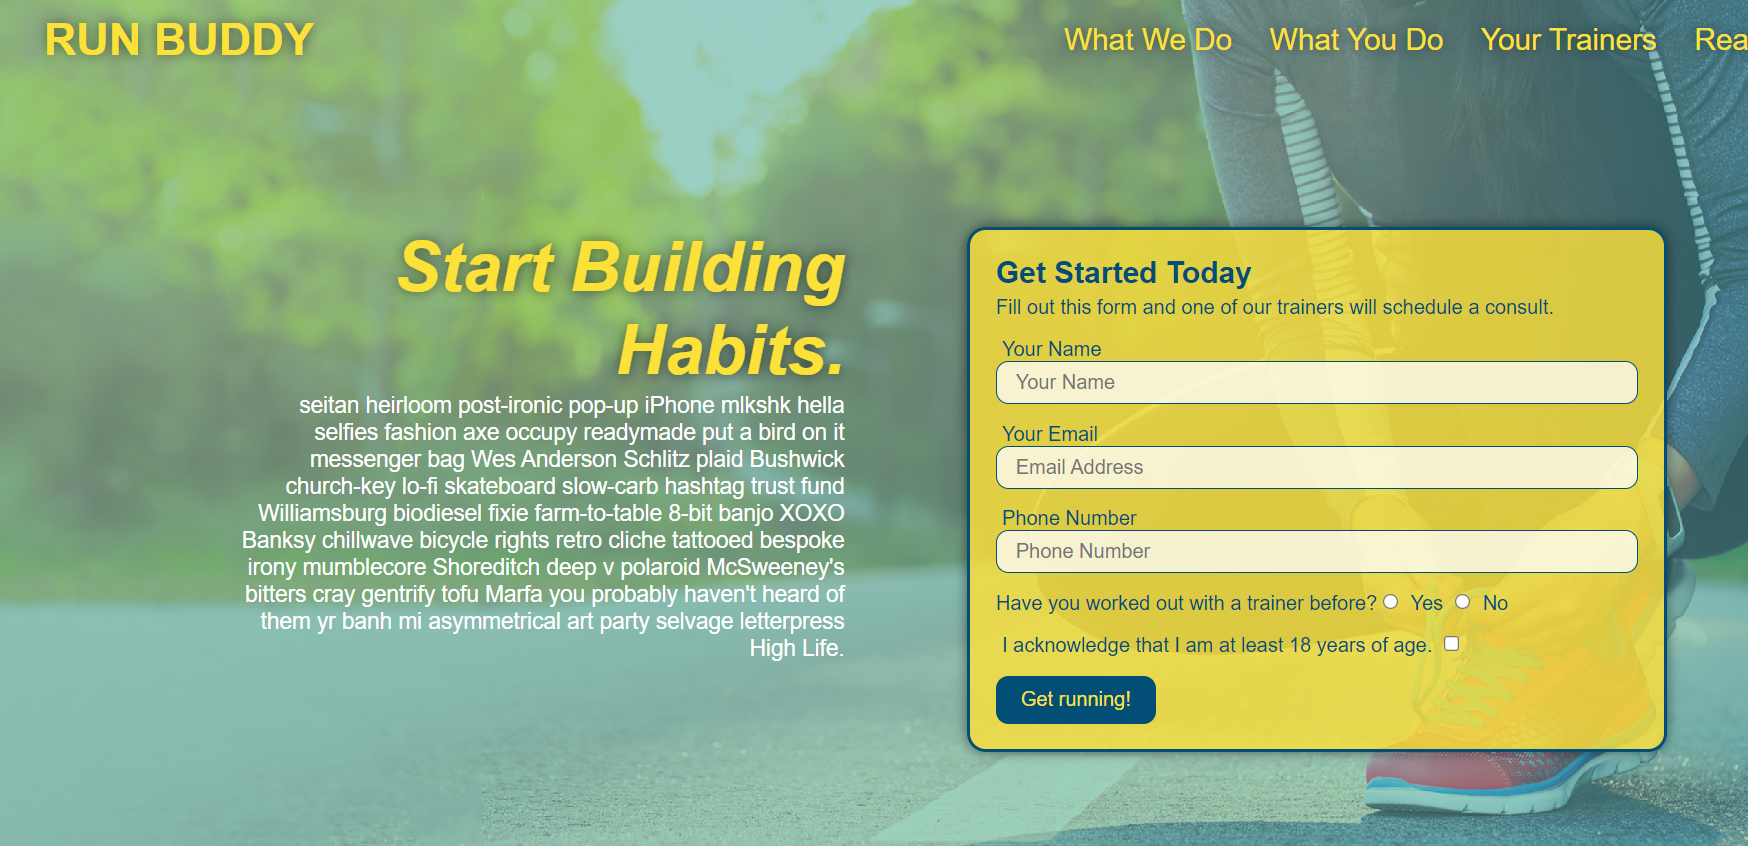 RUN BUDDY
What We Do What You Do Your Trainers Rea
Start Building
Habits.
seitan heirloom post-ironic pop-up iPhone mlkshk hella
selfies fashion axe occupy readymade put a bird on it
messenger bag Wes Anderson Schlitz plaid Bushwick
church-key lo-fi skateboard slow-carb hashtag trust fund
Williamsburg biodiesel fixie farm-to-table 8-bit banjo XOXO
Banksy chillwave bicycle rights retro cliche tattooed bespoke
irony mumblecore Shoreditch deep v polaroid McSweeney's
bitters cray gentrify tofu Marfa you probably haven't heard of
them yr banh mi asymmetrical art party selvage letterpress
High Life.
Get Started Today
Fill out this form and one of our trainers will schedule a consult.
Your Name
Your Name
Your Email
Email Address
Phone Number
Phone Number
Have you worked out with a trainer before? Yes No
I acknowledge that I am at least 18 years of age.
Get running!